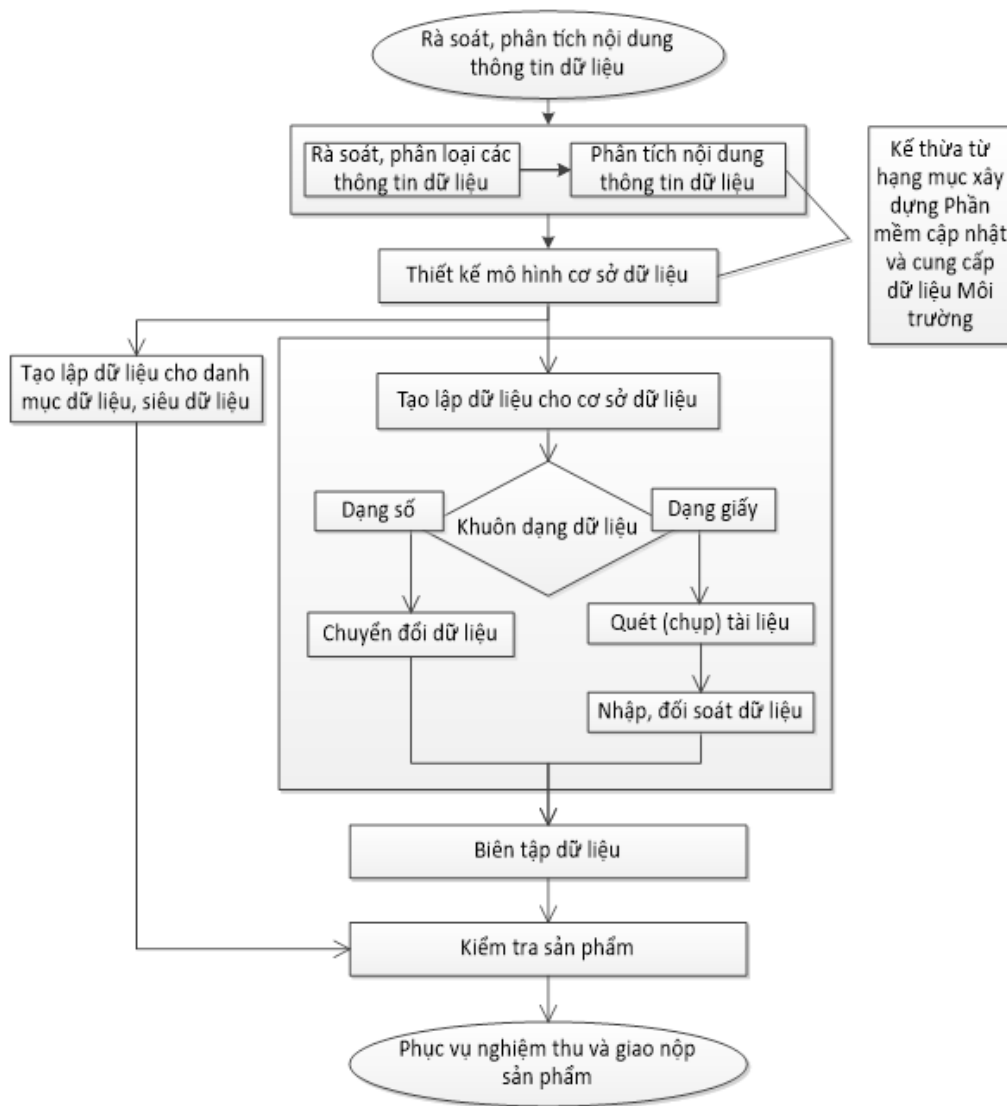 Rà soát, phân tích nội dung
thông tin dữ liệu
Rà soát, phân loại các
thông tin dữ liệu
Phân tích nội dung
thông tin dữ liệu
Kế thừa từ
hạng mục xây
dựng Phần
mềm cập nhật
và cung cấp
dữ liệu Môi
trường
Thiết kế mô hình cơ sở dữ liệu
Tạo lập dữ liệu cho danh
mục dữ liệu, siêu dữ liệu
Tạo lập dữ liệu cho cơ sở dữ liệu
Dạng số
Khuôn dạng dữ liệu
Dạng giấy
Chuyển đổi dữ liệu
Quét (chụp) tài liệu
Nhập, đối soát dữ liệu
Biên tập dữ liệu
Kiểm tra sản phẩm
Phục vụ nghiệm thu và giao nộp
sản phẩm